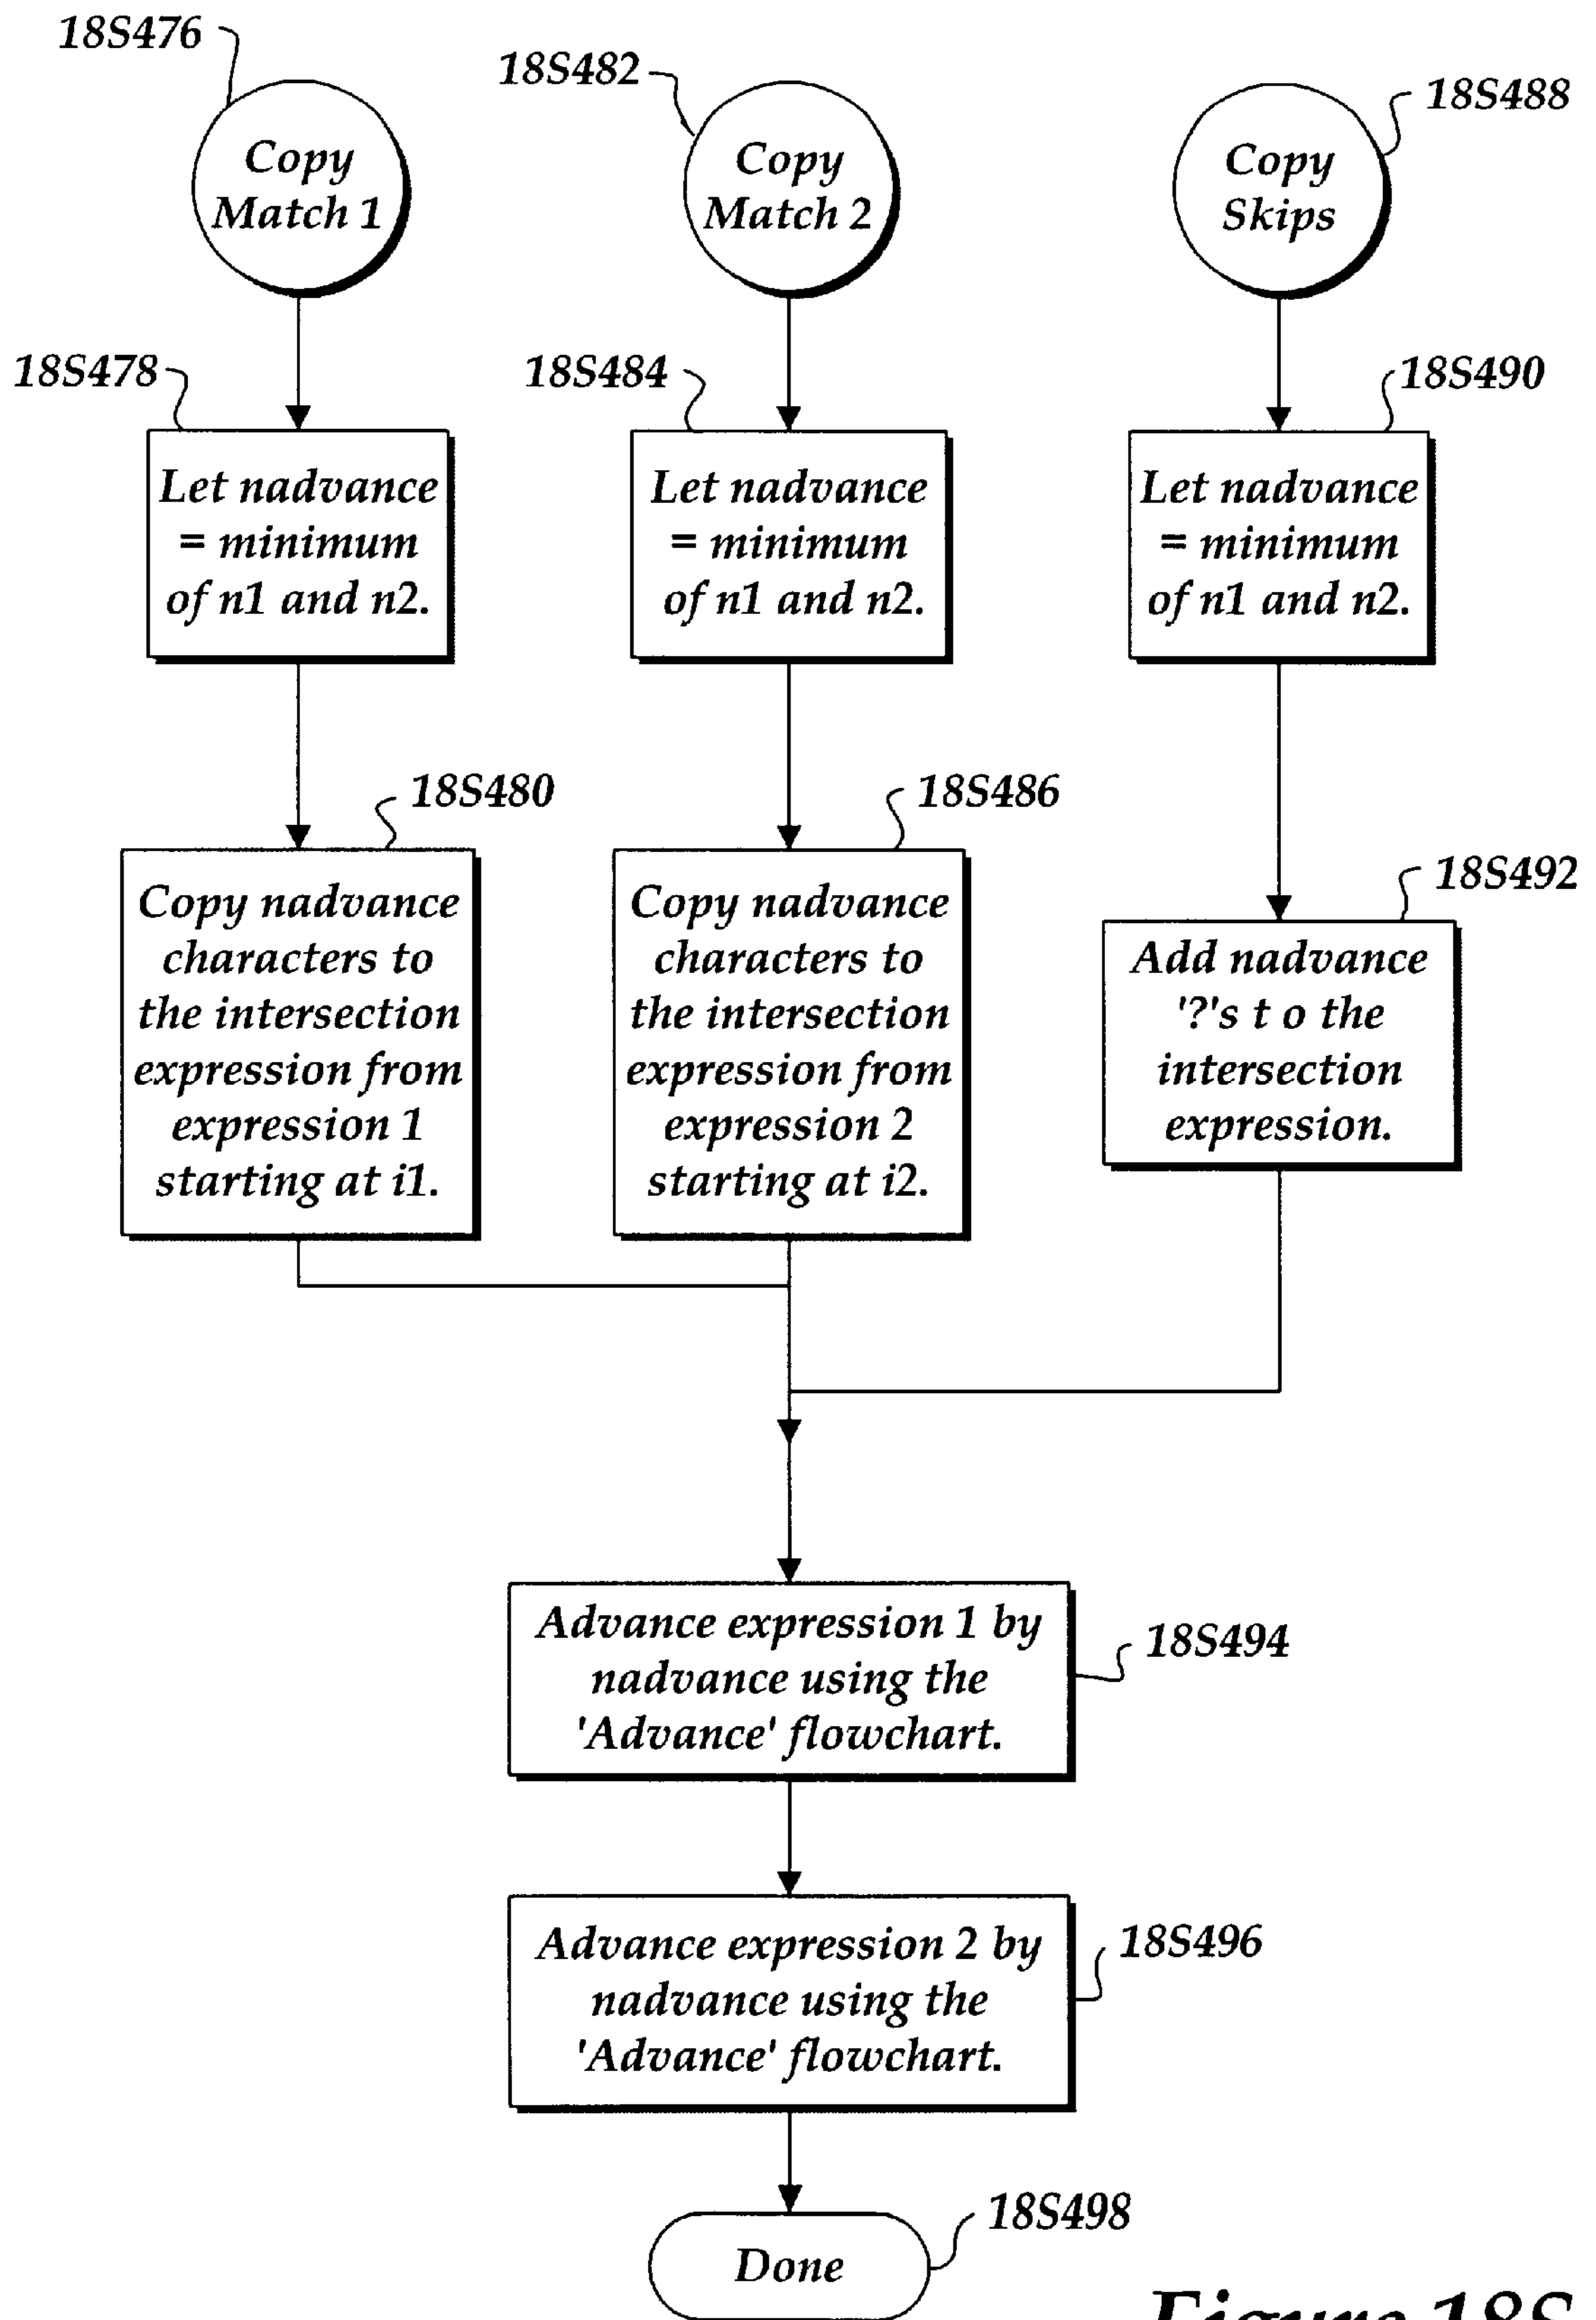 18S476
Copy
Match 1
18S482
Copy
Match 2
18S488
Copy
Skips
18S478
Let nadvance
= minimum
of n1 and n2.
18S484
Let nadvance
= minimum
of n1 and n2.
18S490
Let nadvance
= minimum
of n1 and n2.
18S480
Copy nadvance
characters to
the intersection
expression from
expression 1
starting at i1.
18S486
Copy nadvance
characters to
the intersection
expression from
expression 2
starting at i2.
18S492
Add nadvance
'?'s t o the
intersection
expression.
Advance expression 1 by
nadvance using the
'Advance' flowchart.
18S494
Advance expression 2 by
nadvance using the
'Advance' flowchart.
18S496
18S498
Done
Figure 18S